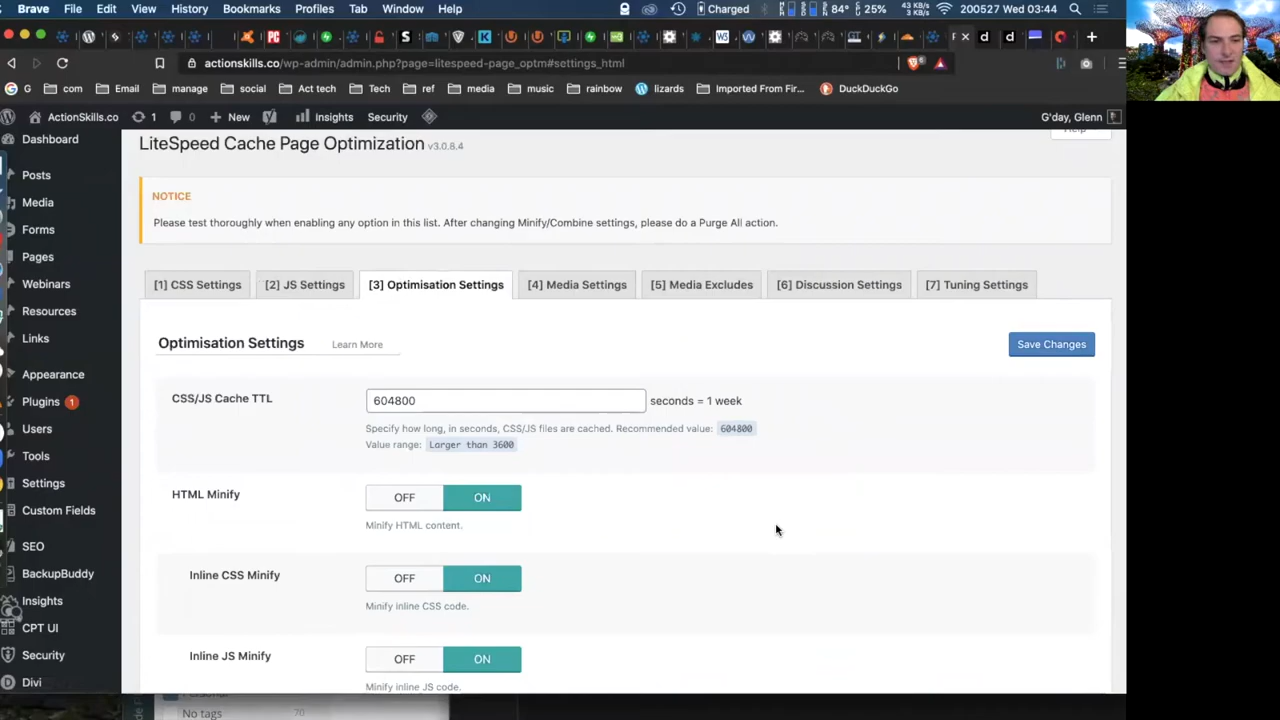 Brave File Edit View History Bookmarks Profiles Tab Window Help Charged 84° 25% 43 KB/s 3 KB/s 200527 Wed 03:44
actionskills.co/wp-admin/admin.php?page=litespeed-page_optm#settings_html
G com Email manage social Act tech Tech ref media music rainbow lizards Imported From Fir... DuckDuckGo
ActionSkills.co 1 0 New Insights Security G'day, Glenn
Help
Dashboard
Posts
Media
Forms
Pages
Webinars
Resources
Links
Appearance
Plugins 1
Users
Tools
Settings
Custom Fields
SEO
BackupBuddy
Insights
CPT UI
Security
Divi
LiteSpeed Cache Page Optimization v3.0.8.4
NOTICE
Please test thoroughly when enabling any option in this list. After changing Minify/Combine settings, please do a Purge All action.
[1] CSS Settings [2] JS Settings [3] Optimisation Settings [4] Media Settings [5] Media Excludes [6] Discussion Settings [7] Tuning Settings
Optimisation Settings Learn More Save Changes
CSS/JS Cache TTL 604800 seconds = 1 week
Specify how long, in seconds, CSS/JS files are cached. Recommended value: 604800
Value range: Larger than 3600
HTML Minify OFF ON
Minify HTML content.
Inline CSS Minify OFF ON
Minify inline CSS code.
Inline JS Minify OFF ON
Minify inline JS code.
No tags 70